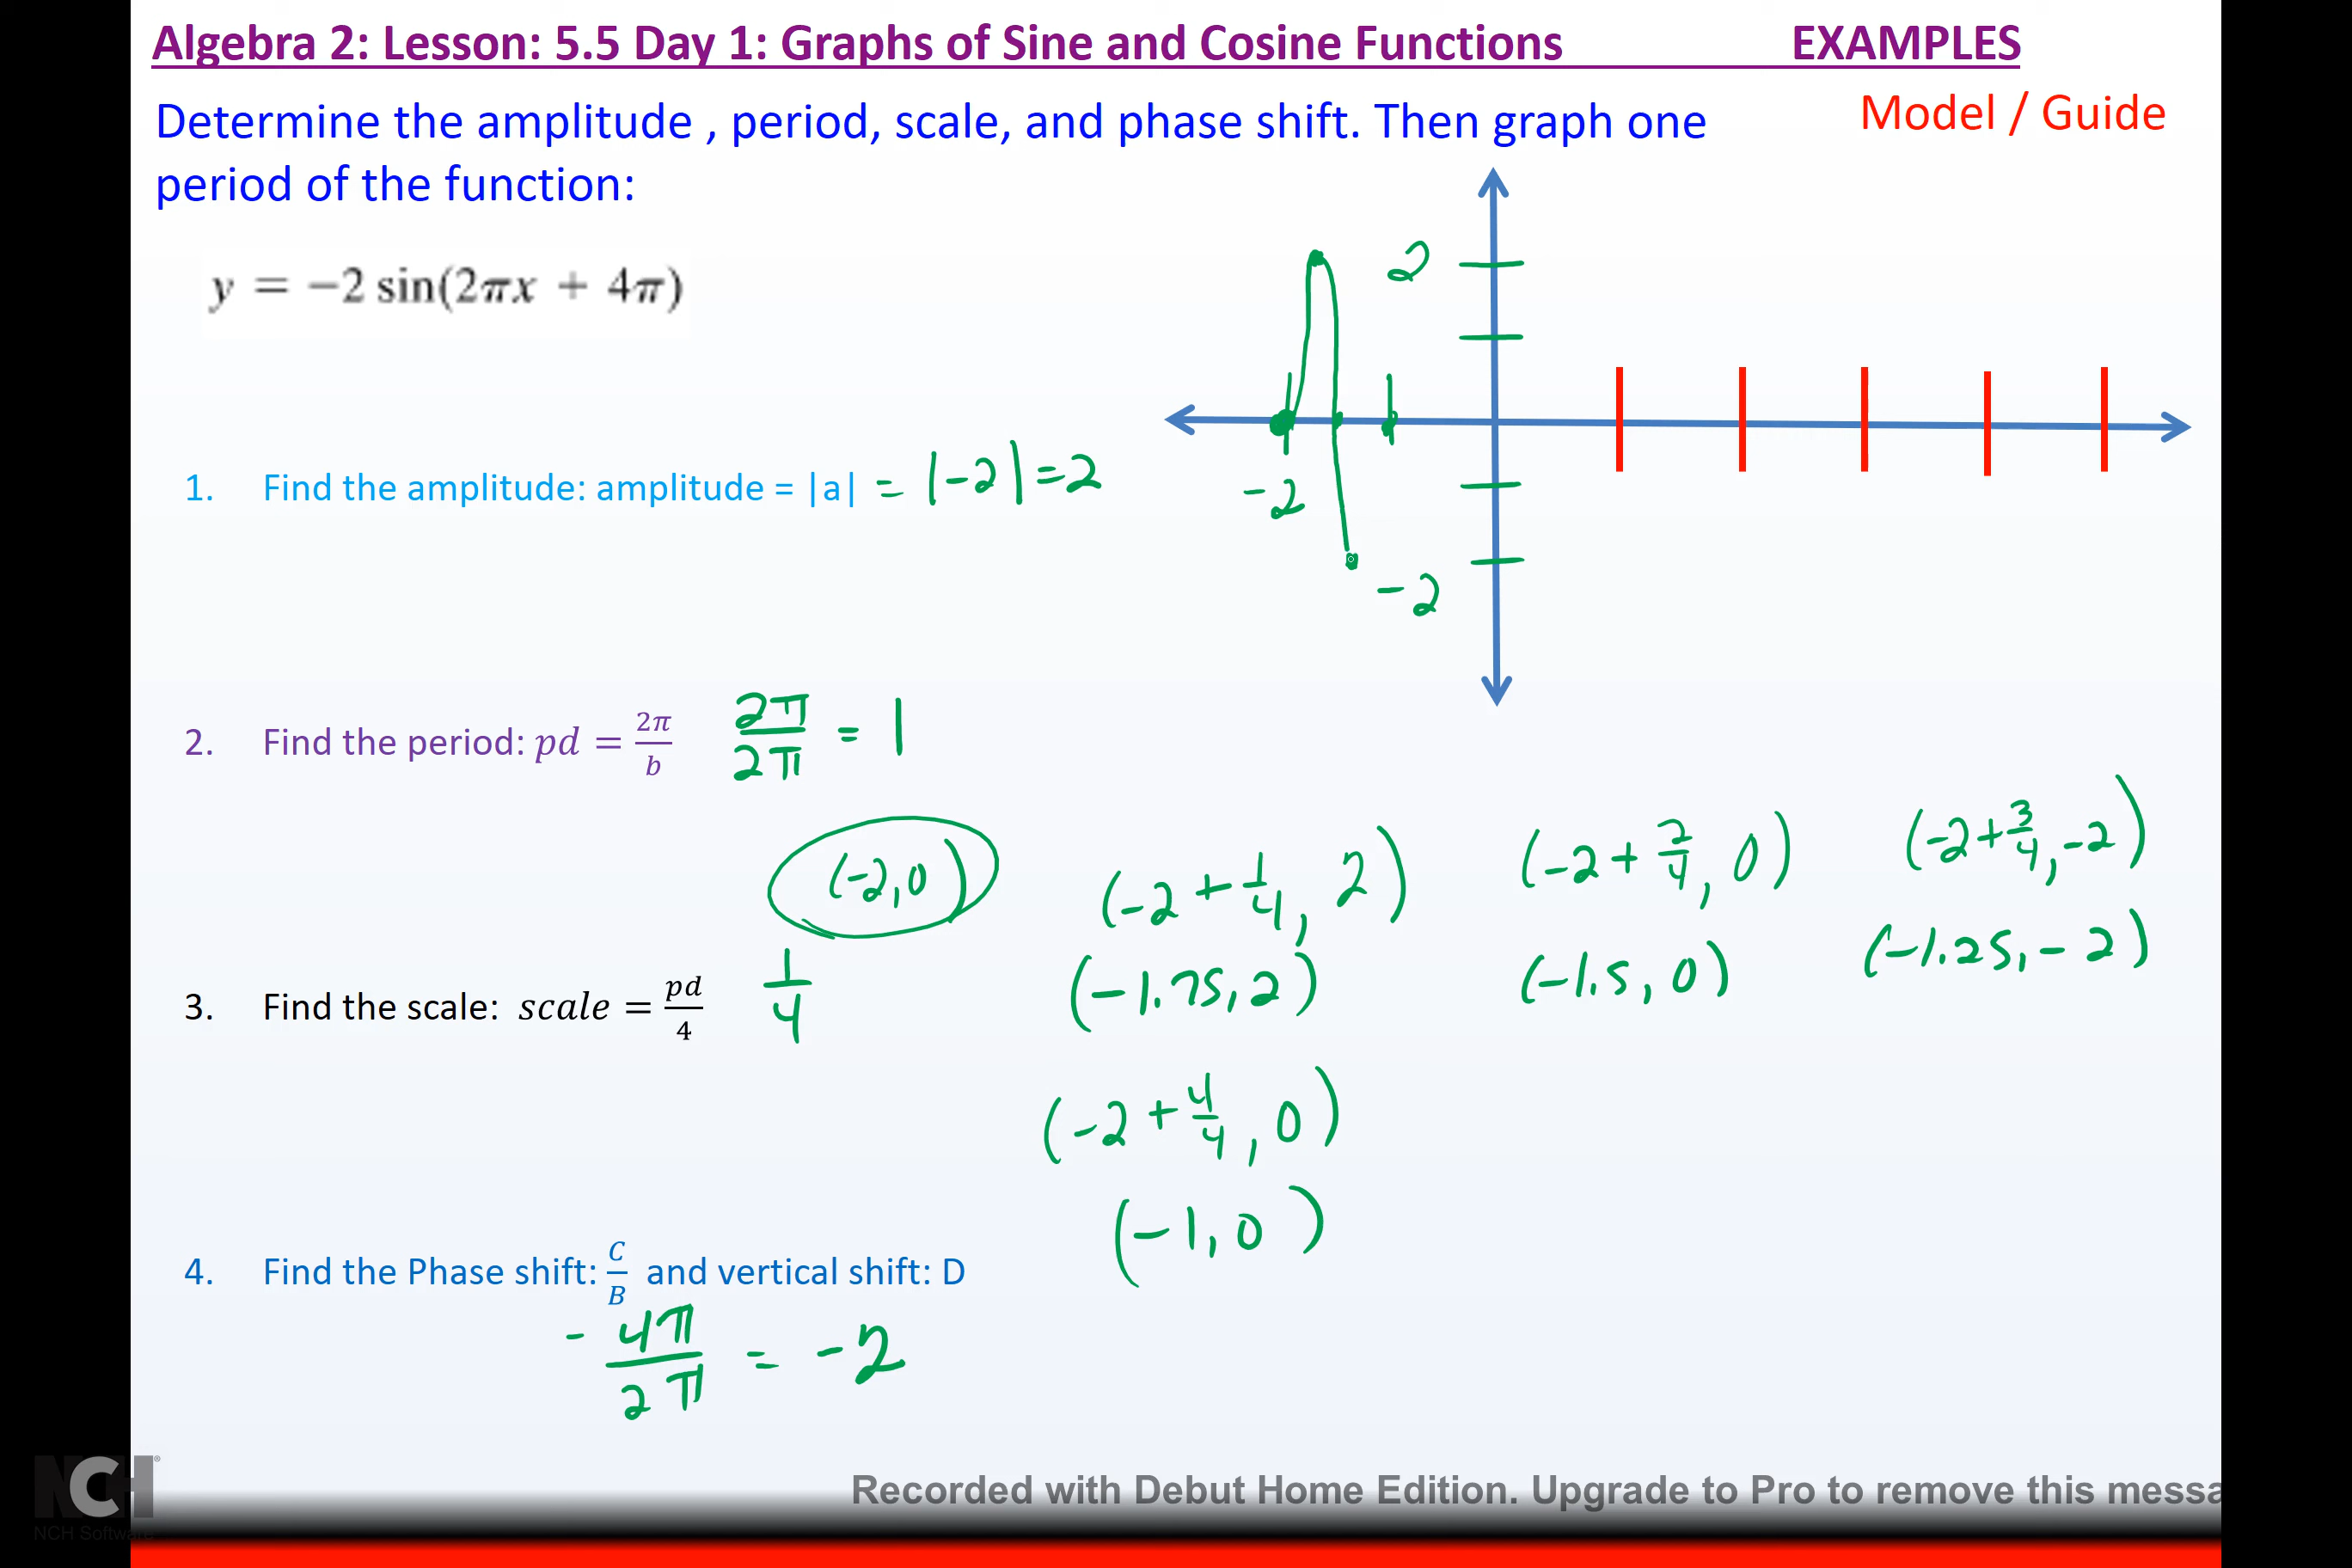 Algebra 2: Lesson: 5.5 Day 1: Graphs of Sine and Cosine Functions EXAMPLES
Determine the amplitude , period, scale, and phase shift. Then graph one
period of the function:
Model / Guide
y = −2 sin(2πx + 4π)
2
-2
-2
1. Find the amplitude: amplitude = |a| = |-2| = 2
2. Find the period: pd = 2π/b 2π/2π = 1
(-2,0) (-2 + 1/4, 2) (-2 + 2/4, 0) (-2 + 3/4, -2)
(-1.75, 2) (-1.5, 0) (-1.25, -2)
3. Find the scale: scale = pd/4 1/4
(-2 + 4/4, 0)
(-1, 0)
4. Find the Phase shift: C/B and vertical shift: D
- 4π/2π = -2
NCH®
NCH Software
Recorded with Debut Home Edition. Upgrade to Pro to remove this messa